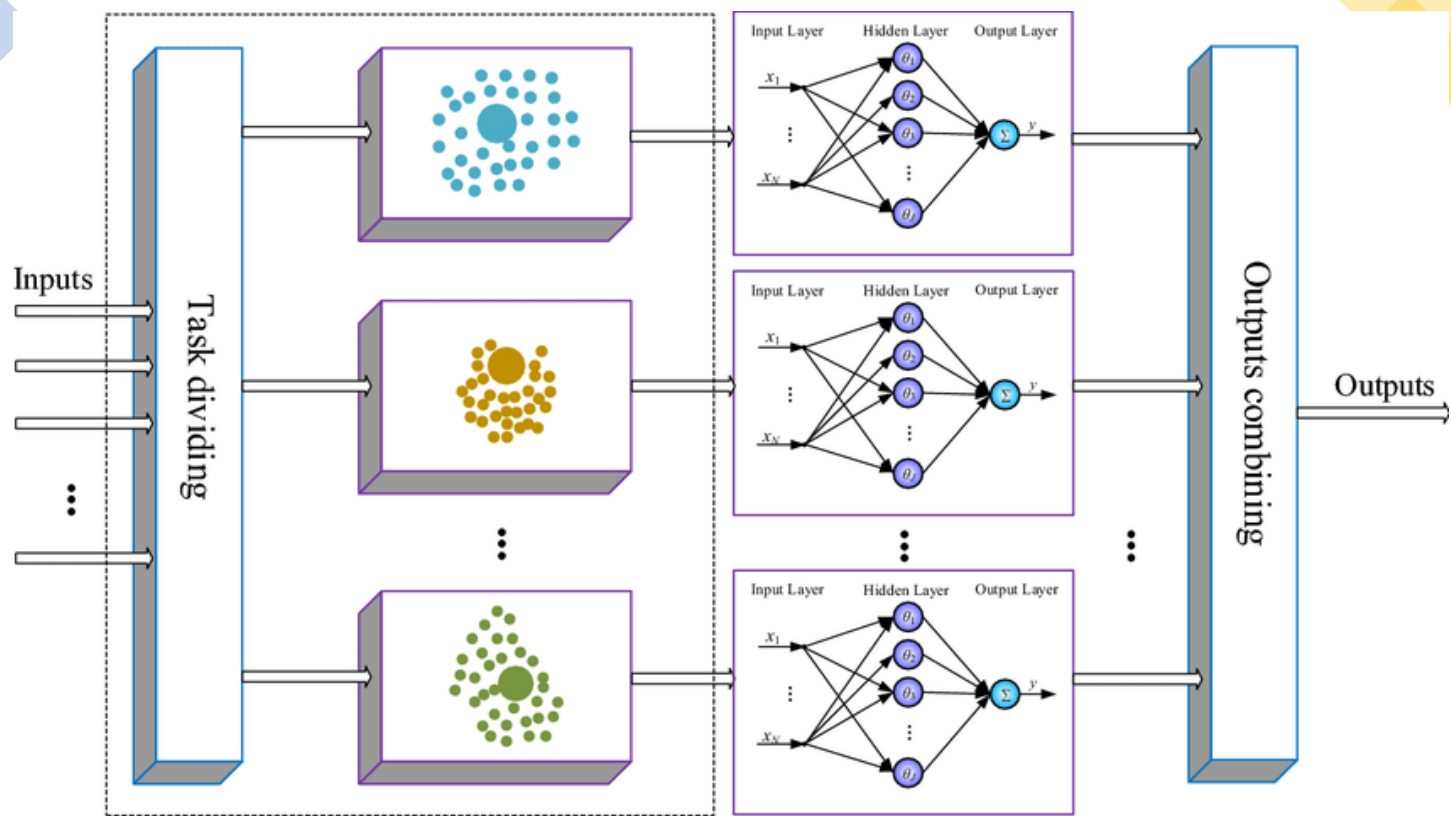 Inputs
Task dividing
Input Layer Hidden Layer Output Layer
x1
xN
θ1
θ2
θ3
θJ
Σ
y
Input Layer Hidden Layer Output Layer
x1
xN
θ1
θ2
θ3
θJ
Σ
y
Input Layer Hidden Layer Output Layer
x1
xN
θ1
θ2
θ3
θJ
Σ
y
Outputs combining
Outputs